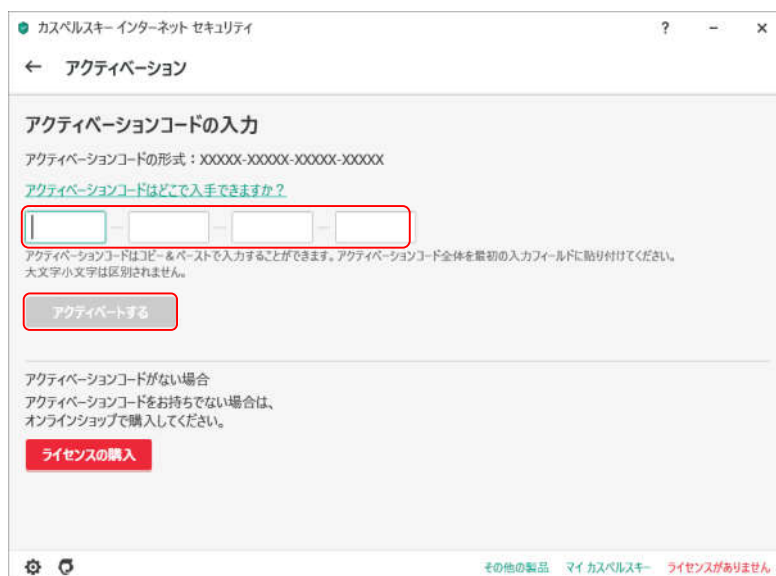 カスペルスキー インターネット セキュリティ
? − ×
← アクティベーション
アクティベーションコードの入力
アクティベーションコードの形式：XXXXX-XXXXX-XXXXX-XXXXX
アクティベーションコードはどこで入手できますか？
アクティベーションコードはコピー＆ペーストで入力することができます。アクティベーションコード全体を最初の入力フィールドに貼り付けてください。
大文字小文字は区別されません。
アクティベートする
アクティベーションコードがない場合
アクティベーションコードをお持ちでない場合は、
オンラインショップで購入してください。
ライセンスの購入
その他の製品 マイ カスペルスキー ライセンスがありません